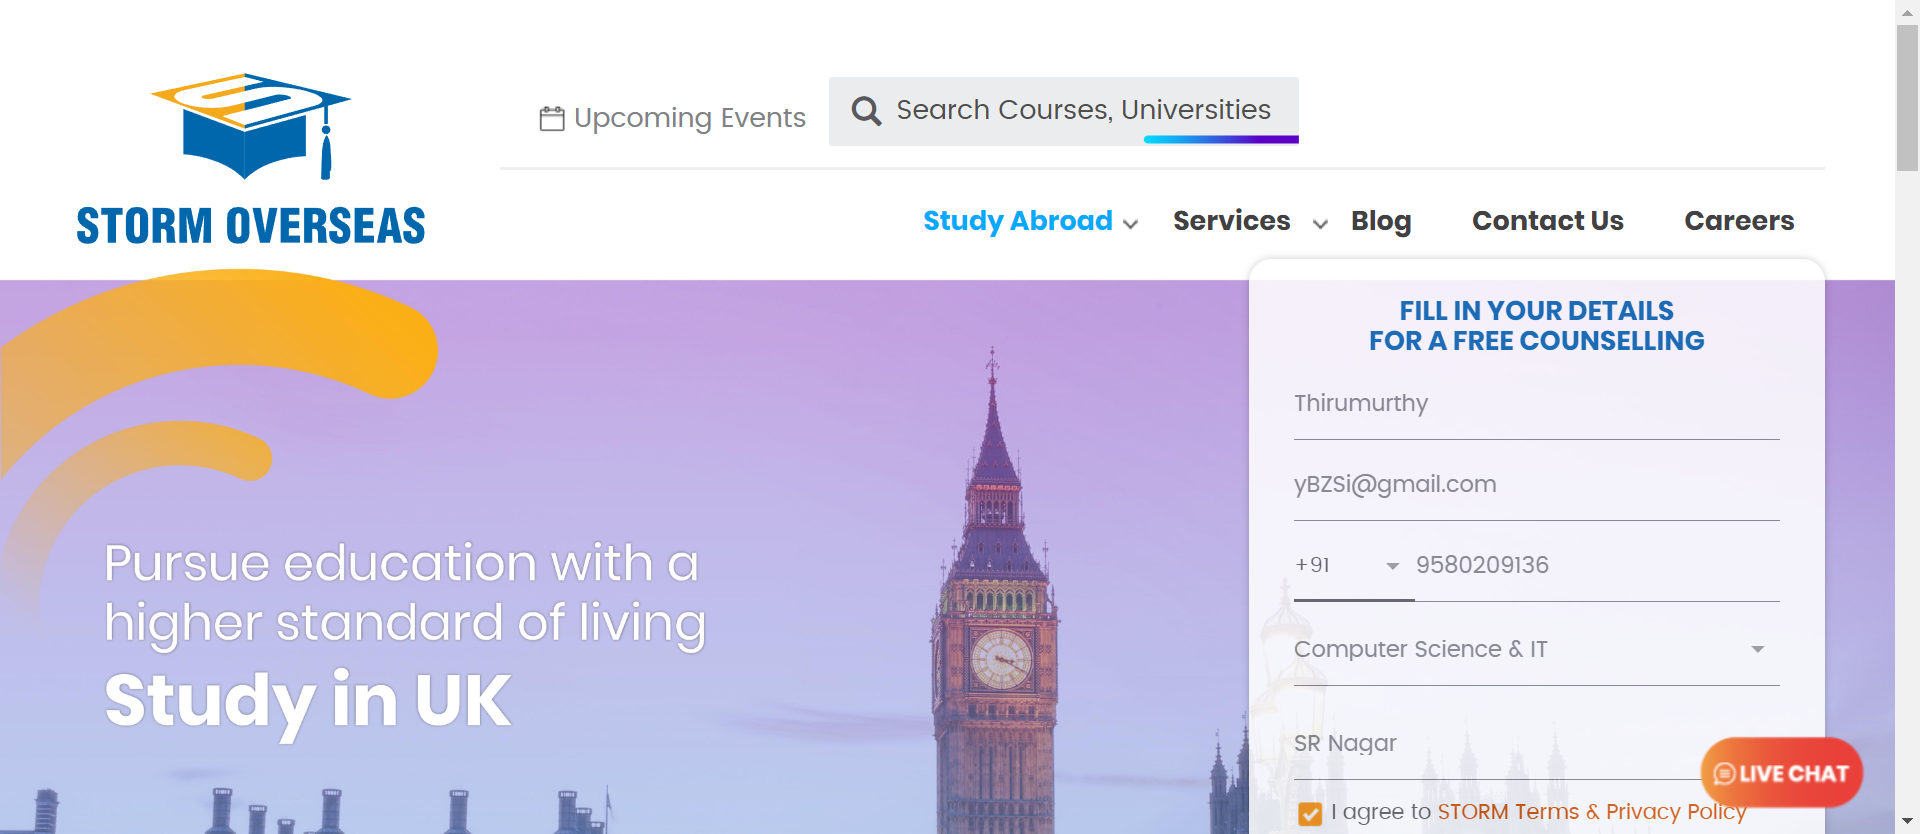 STORM OVERSEAS
Upcoming Events
Search Courses, Universities
Study Abroad
Services
Blog
Contact Us
Careers
Pursue education with a
higher standard of living
Study in UK
FILL IN YOUR DETAILS
FOR A FREE COUNSELLING
Thirumurthy
yBZSi@gmail.com
+91
9580209136
Computer Science & IT
SR Nagar
LIVE CHAT
I agree to STORM Terms & Privacy Policy